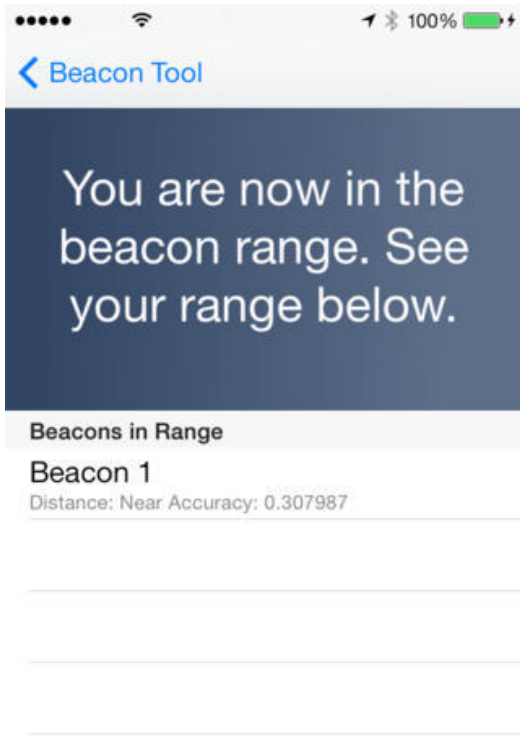 100%
Beacon Tool
You are now in the
beacon range. See
your range below.
Beacons in Range
Beacon 1
Distance: Near Accuracy: 0.307987